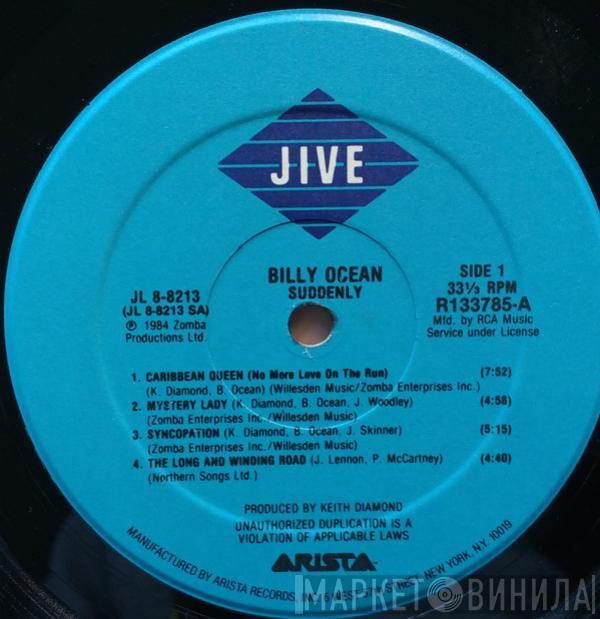 JIVE
BILLY OCEAN
SUDDENLY
JL 8-8213
(JL 8-8213 SA)
℗ 1984 Zomba
Productions Ltd.
SIDE 1
33⅓ RPM
R133785-A
Mfd. by RCA Music
Service under License
1. CARIBBEAN QUEEN (No More Love On The Run) (7:52)
(K. Diamond, B. Ocean) (Willesden Music/Zomba Enterprises Inc.)
2. MYSTERY LADY (K. Diamond, B. Ocean, J. Woodley) (4:58)
(Zomba Enterprises Inc./Willesden Music)
3. SYNCOPATION (K. Diamond, B. Ocean, J. Skinner) (5:15)
(Zomba Enterprises Inc./Willesden Music)
4. THE LONG AND WINDING ROAD (J. Lennon, P. McCartney) (4:40)
(Northern Songs Ltd.)
PRODUCED BY KEITH DIAMOND
UNAUTHORIZED DUPLICATION IS A
VIOLATION OF APPLICABLE LAWS
ARISTA
MANUFACTURED BY ARISTA RECORDS, INC. 6 WEST 57th STREET, NEW YORK, N.Y. 10019
МАРКЕТ ВИНИЛА